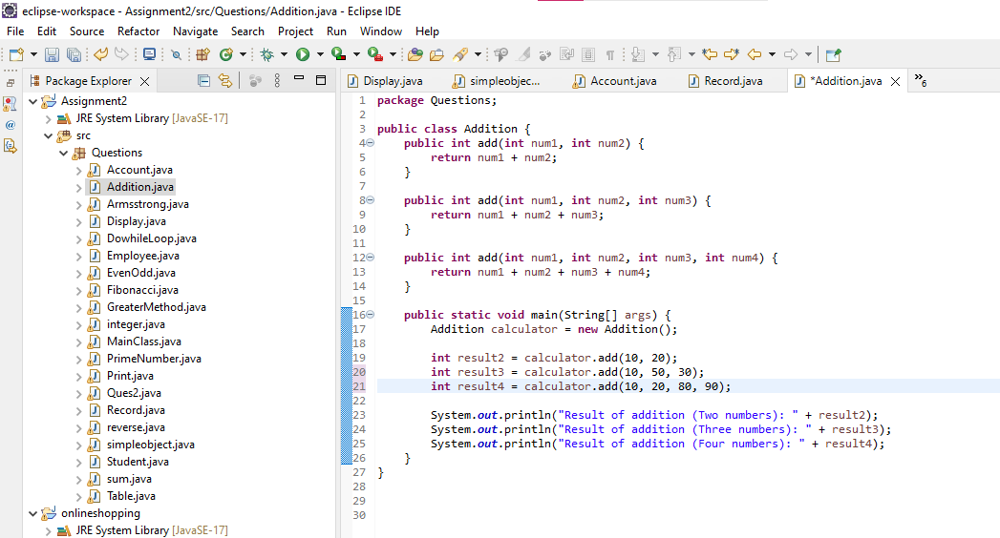 eclipse-workspace - Assignment2/src/Questions/Addition.java - Eclipse IDE
File Edit Source Refactor Navigate Search Project Run Window Help
Package Explorer
Assignment2
JRE System Library [JavaSE-17]
src
Questions
Account.java
Addition.java
Armsstrong.java
Display.java
DowhileLoop.java
Employee.java
EvenOdd.java
Fibonacci.java
GreaterMethod.java
integer.java
MainClass.java
PrimeNumber.java
Print.java
Ques2.java
Record.java
reverse.java
simpleobject.java
Student.java
sum.java
Table.java
onlineshopping
JRE System Library [JavaSE-17]
Display.java simpleobjec... Account.java Record.java *Addition.java »6
1 package Questions;
2
3 public class Addition {
4 public int add(int num1, int num2) {
5 return num1 + num2;
6 }
7
8 public int add(int num1, int num2, int num3) {
9 return num1 + num2 + num3;
10 }
11
12 public int add(int num1, int num2, int num3, int num4) {
13 return num1 + num2 + num3 + num4;
14 }
15
16 public static void main(String[] args) {
17 Addition calculator = new Addition();
18
19 int result2 = calculator.add(10, 20);
20 int result3 = calculator.add(10, 50, 30);
21 int result4 = calculator.add(10, 20, 80, 90);
22
23 System.out.println("Result of addition (Two numbers): " + result2);
24 System.out.println("Result of addition (Three numbers): " + result3);
25 System.out.println("Result of addition (Four numbers): " + result4);
26 }
27 }
28
29
30